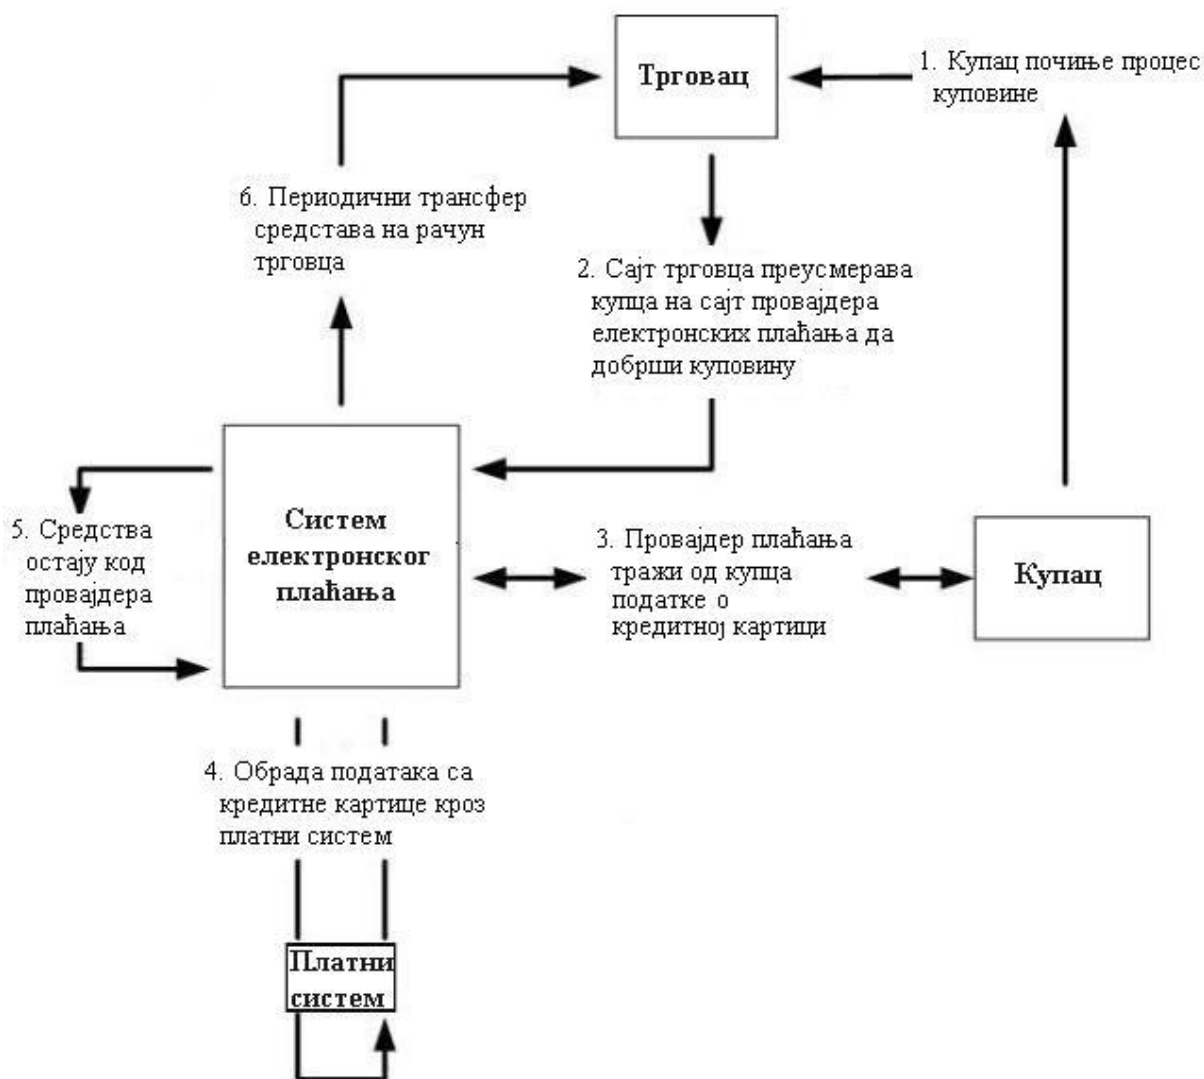 Трговац
1. Купац почиње процес
куповине
6. Периодични трансфер
средстава на рачун
трговца
2. Сајт трговца преусмерава
купца на сајт провајдера
електронских плаћања да
добрши куповину
Систем
електронског
плаћања
5. Средства
остају код
провајдера
плаћања
3. Провајдер плаћања
тражи од купца
податке о
кредитној картици
Купац
4. Обрада података са
кредитне картице кроз
платни систем
Платни
систем